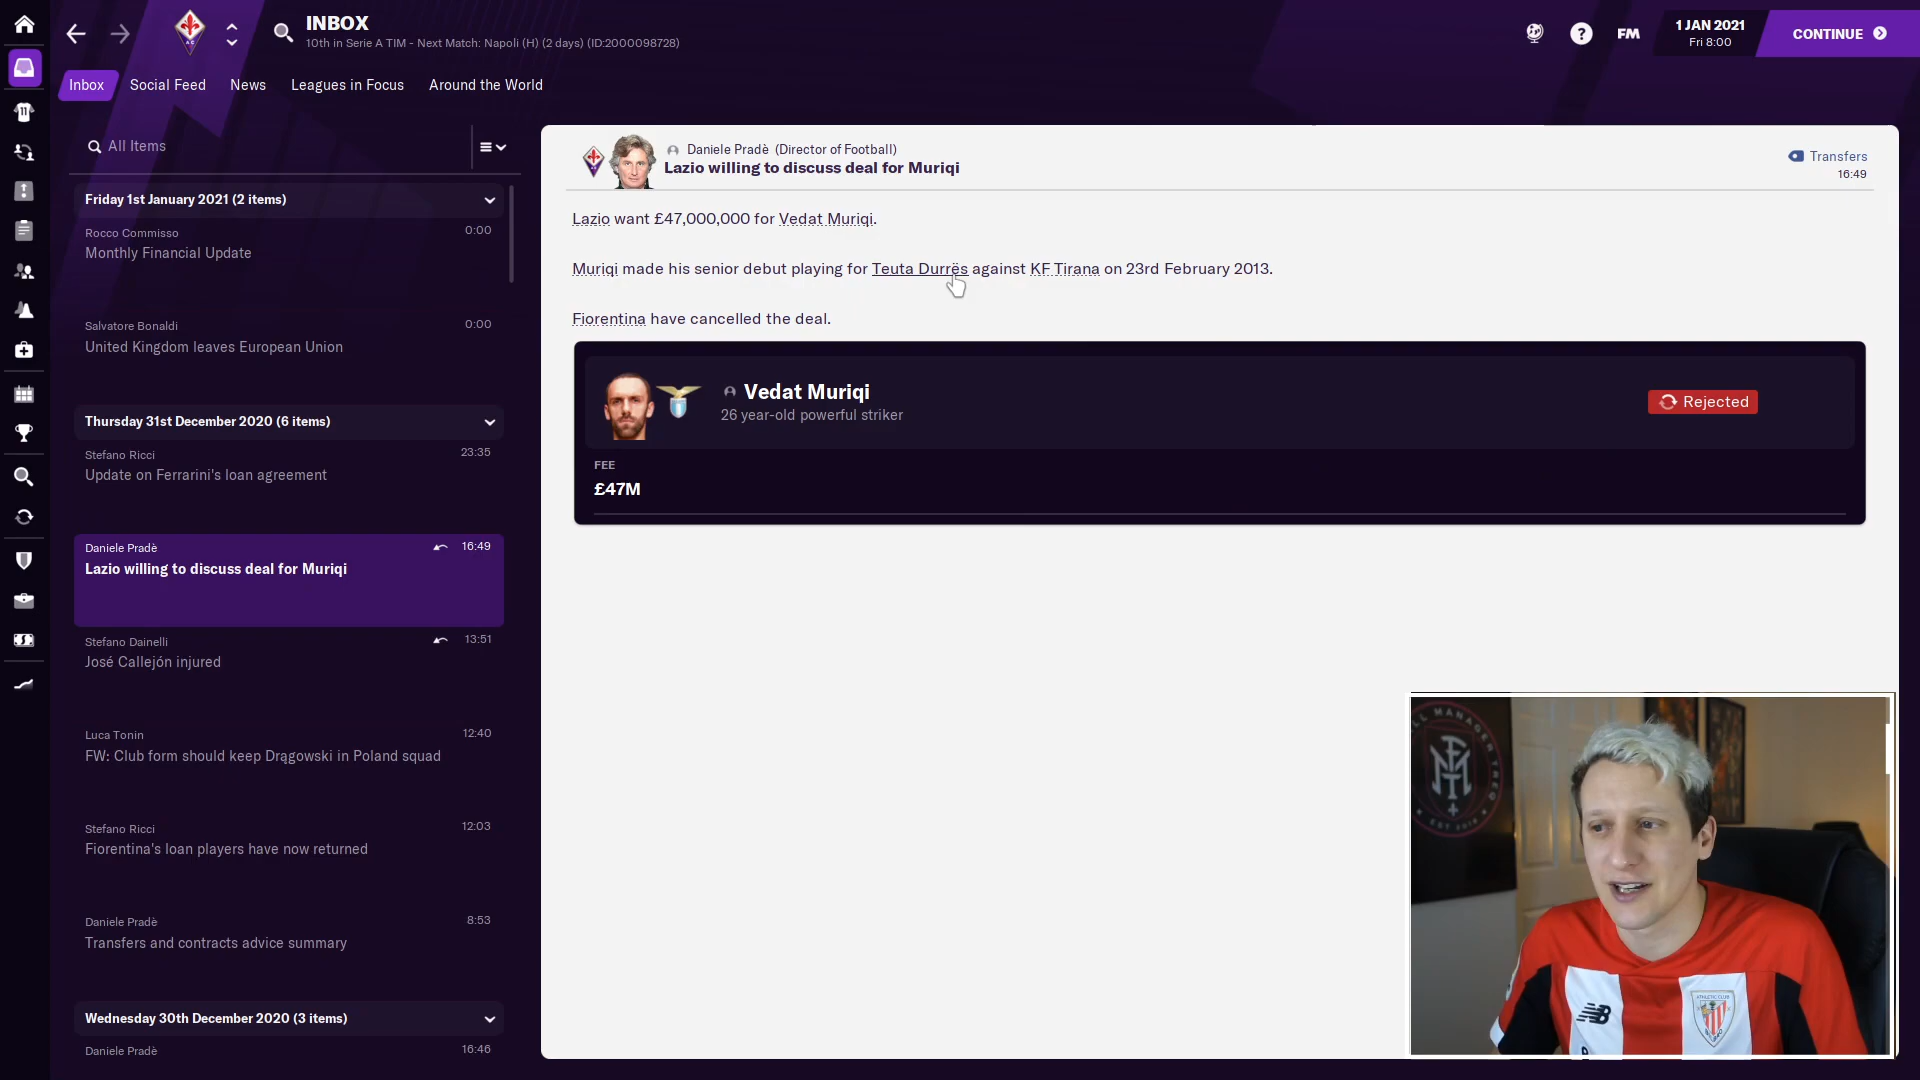 INBOX
10th in Serie A TIM - Next Match: Napoli (H) (2 days) (ID:2000098728)
FM
1 JAN 2021
Fri 8:00
CONTINUE
Inbox
Social Feed
News
Leagues in Focus
Around the World
All Items
Friday 1st January 2021 (2 items)
Rocco Commisso
0:00
Monthly Financial Update
Salvatore Bonaldi
0:00
United Kingdom leaves European Union
Thursday 31st December 2020 (6 items)
Stefano Ricci
23:35
Update on Ferrarini's loan agreement
Daniele Pradè
16:49
Lazio willing to discuss deal for Muriqi
Stefano Dainelli
13:51
José Callejón injured
Luca Tonin
12:40
FW: Club form should keep Drągowski in Poland squad
Stefano Ricci
12:03
Fiorentina's loan players have now returned
Daniele Pradè
8:53
Transfers and contracts advice summary
Wednesday 30th December 2020 (3 items)
Daniele Pradè
16:46
Daniele Pradè (Director of Football)
Lazio willing to discuss deal for Muriqi
Transfers
16:49
Lazio want £47,000,000 for Vedat Muriqi.
Muriqi made his senior debut playing for Teuta Durrës against KF Tirana on 23rd February 2013.
Fiorentina have cancelled the deal.
Vedat Muriqi
26 year-old powerful striker
Rejected
FEE
£47M